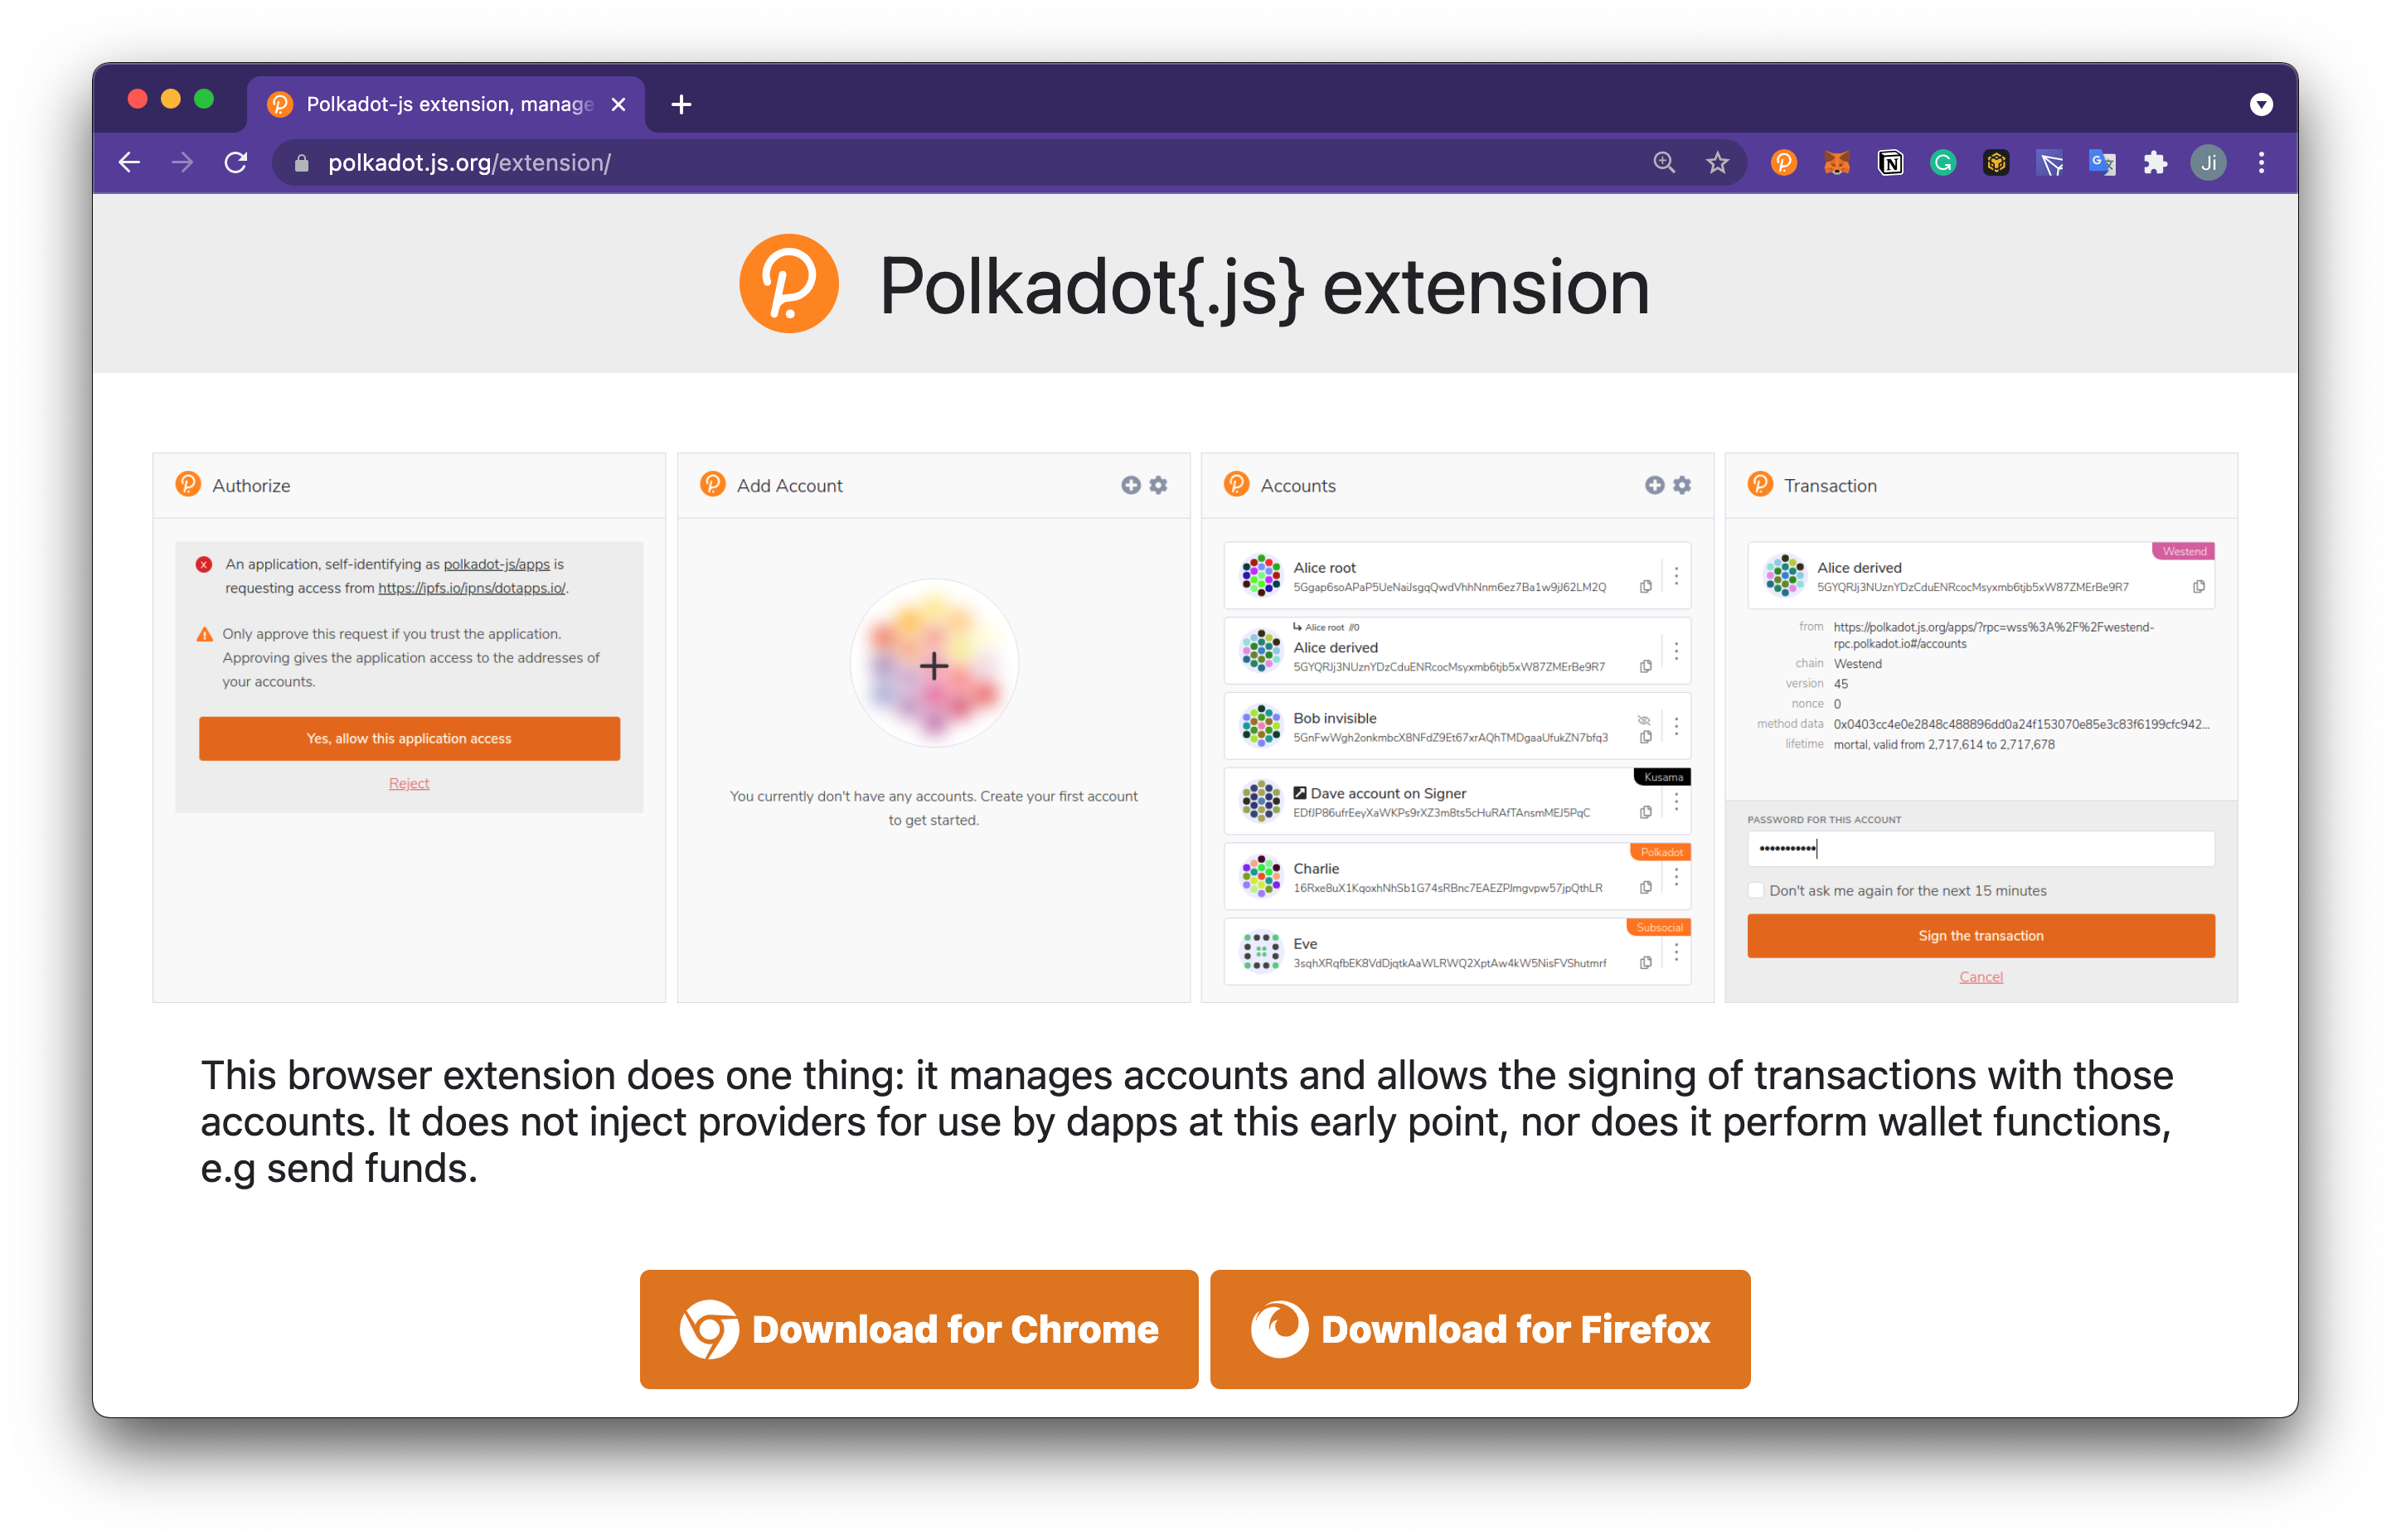 Polkadot-js extension, manage
polkadot.js.org/extension/
Ji
Polkadot{.js} extension
Authorize
An application, self-identifying as polkadot-js/apps is
requesting access from https://ipfs.io/ipns/dotapps.io/.
Only approve this request if you trust the application.
Approving gives the application access to the addresses of
your accounts.
Yes, allow this application access
Reject
Add Account
You currently don't have any accounts. Create your first account
to get started.
Accounts
Alice root
5Ggap6soAPaP5UeNaiJsgqQwdVhhNnm6ez7Ba1w9jJ62LM2Q
Alice root //0
Alice derived
5GYQRJj3NUznYDzCduENRcocMsyxmb6tjb5xW87ZMErBe9R7
Bob invisible
5GnFwWgh2onkmbcX8NFdZ9Et67xrAQhTMDgaaUfukZN7bfq3
Kusama
Dave account on Signer
EDfJP86ufrEeyXaWKPs9rXZ3m8ts5cHuRAfTAnsmMEJ5PqC
Polkadot
Charlie
16Rxe8uX1KqoxhNhSb1G74sRBnc7EAEZPJmgvpw57jpQthLR
Subsocial
Eve
3sqhXRqfbEK8VdDjqtkAaWLRWQ2XptAw4kW5NisFVShutmrf
Transaction
Westend
Alice derived
5GYQRJj3NUznYDzCduENRcocMsyxmb6tjb5xW87ZMErBe9R7
from https://polkadot.js.org/apps/?rpc=wss%3A%2F%2Fwestend-
rpc.polkadot.io#/accounts
chain Westend
version 45
nonce 0
method data 0x0403cc4e0e2848c488896dd0a24f153070e85e3c83f6199cfc942...
lifetime mortal, valid from 2,717,614 to 2,717,678
PASSWORD FOR THIS ACCOUNT
•••••••••••
Don't ask me again for the next 15 minutes
Sign the transaction
Cancel
This browser extension does one thing: it manages accounts and allows the signing of transactions with those
accounts. It does not inject providers for use by dapps at this early point, nor does it perform wallet functions,
e.g send funds.
Download for Chrome
Download for Firefox